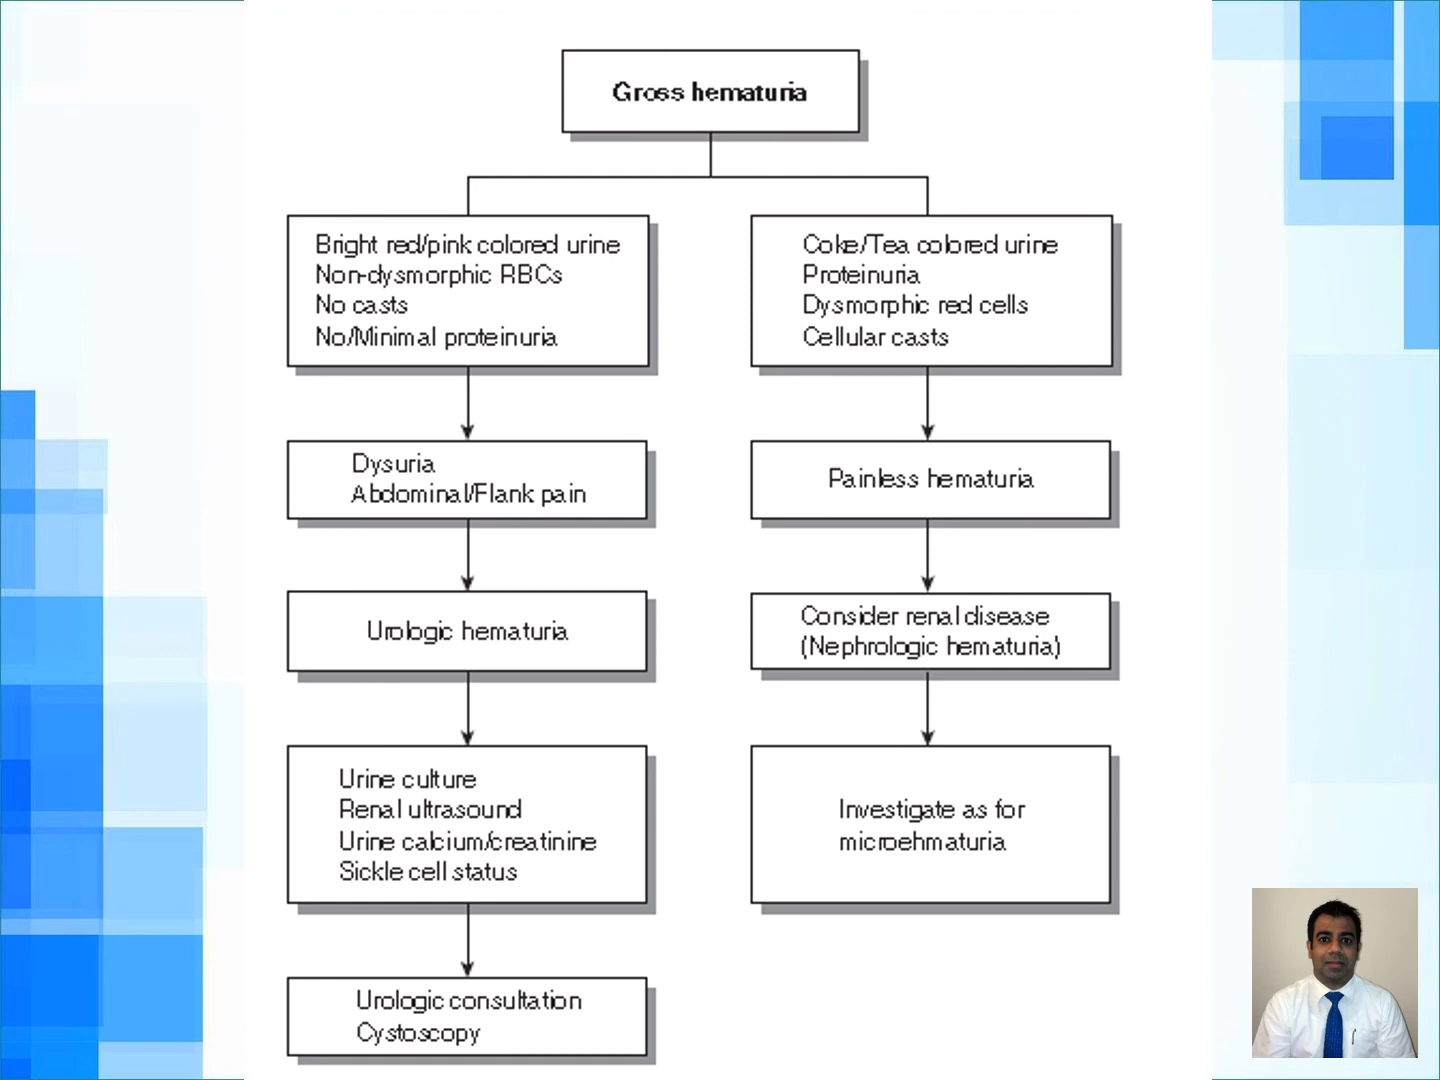 Gross hematuria
Bright red/pink colored urine
Non-dysmorphic RBCs
No casts
No/Minimal proteinuria
Coke/Tea colored urine
Proteinuria
Dysmorphic red cells
Cellular casts
Dysuria
Abdominal/Flank pain
Painless hematuria
Urologic hematuria
Consider renal disease
(Nephrologic hematuria)
Urine culture
Renal ultrasound
Urine calcium/creatinine
Sickle cell status
Investigate as for
microehmaturia
Urologic consultation
Cystoscopy